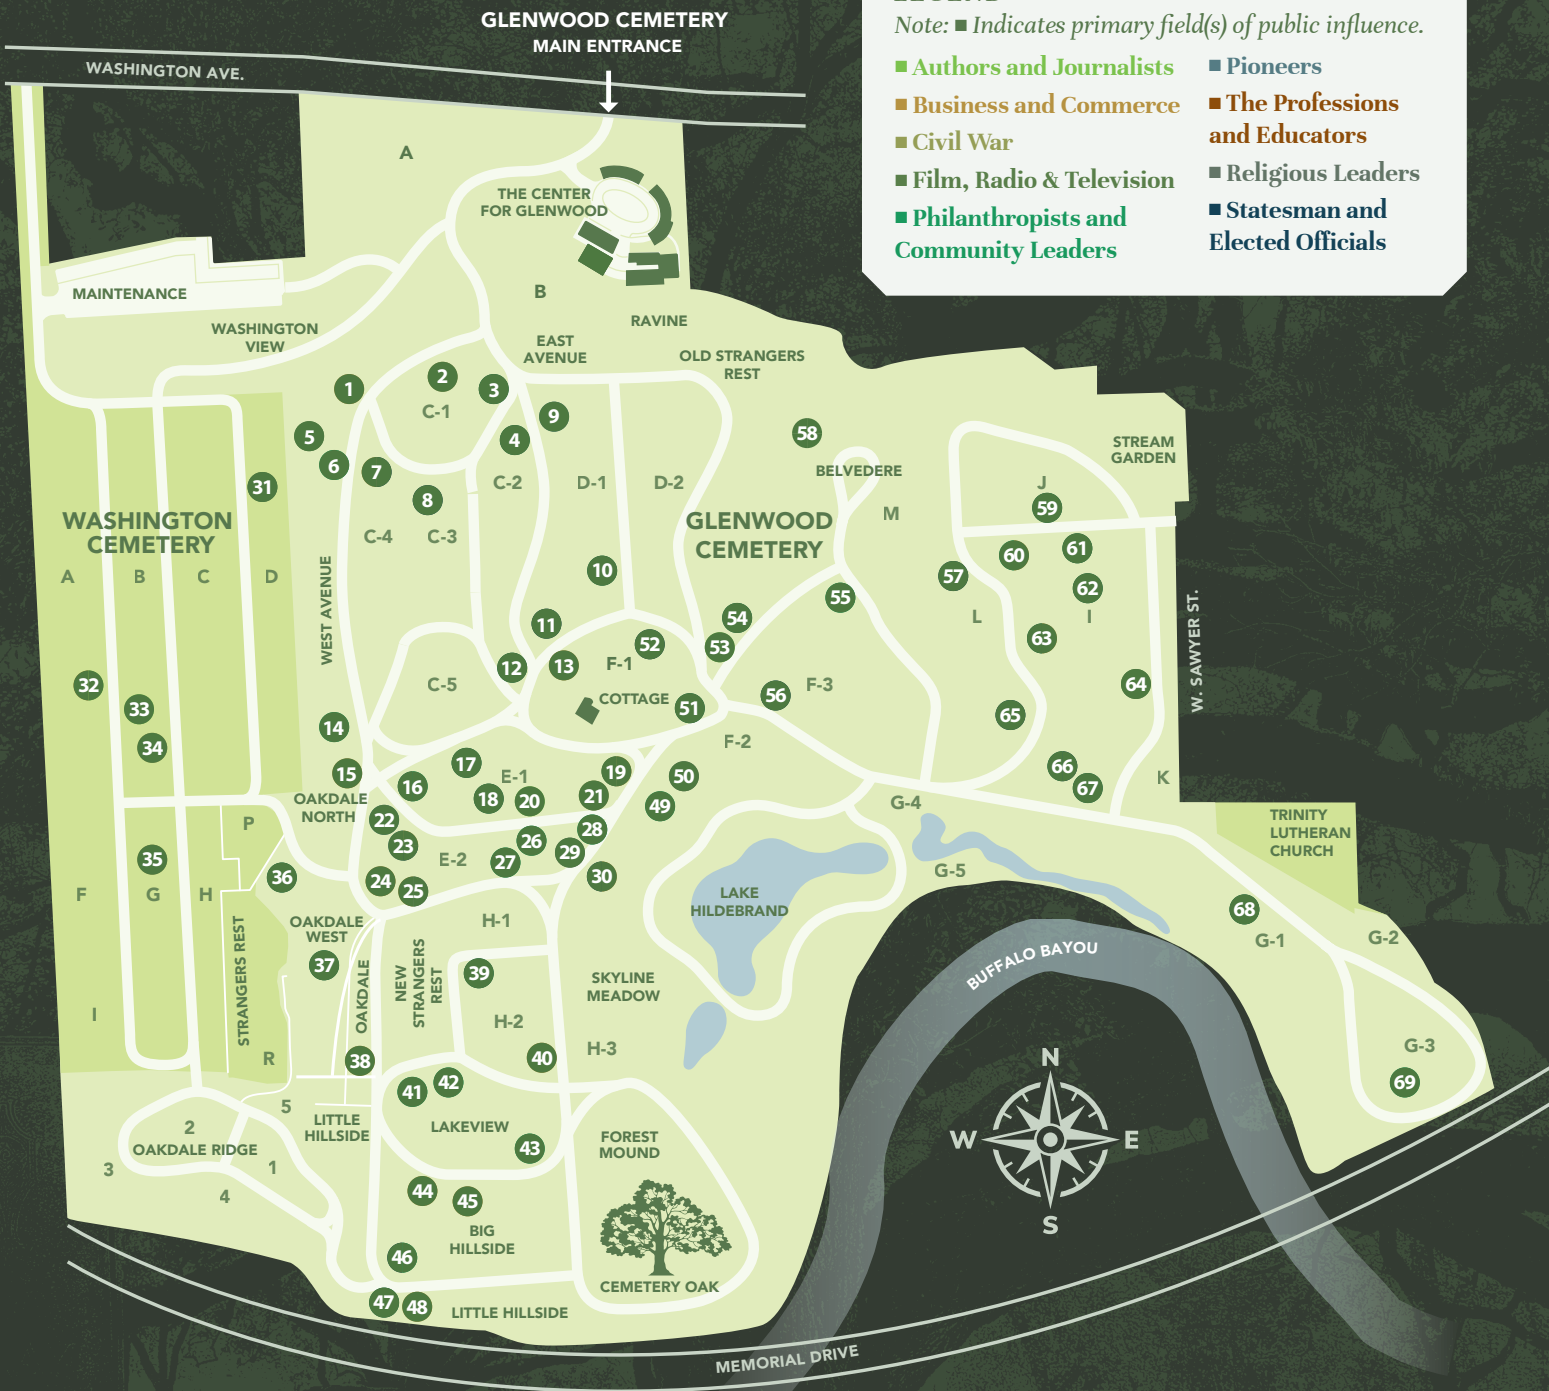 GLENWOOD CEMETERY
MAIN ENTRANCE
Note: ■ Indicates primary field(s) of public influence.
■ Authors and Journalists
■ Business and Commerce
■ Civil War
■ Film, Radio & Television
■ Philanthropists and
Community Leaders
■ Pioneers
■ The Professions
and Educators
■ Religious Leaders
■ Statesman and
Elected Officials
WASHINGTON AVE.
A
THE CENTER
FOR GLENWOOD
MAINTENANCE
B
RAVINE
WASHINGTON
VIEW
EAST
AVENUE
OLD STRANGERS
REST
1
2
3
C-1
9
4
5
6
7
8
58
STREAM
GARDEN
BELVEDERE
31
C-2
D-1
D-2
J
59
M
WASHINGTON
CEMETERY
GLENWOOD
CEMETERY
C-4
C-3
60
61
A
B
C
D
10
57
62
55
WEST AVENUE
L
I
W. SAWYER ST.
11
54
63
52
53
12
13
F-1
32
C-5
F-3
64
COTTAGE
56
33
51
65
14
34
F-2
15
17
E-1
19
50
66
K
16
18
20
21
49
67
OAKDALE
NORTH
G-4
P
22
28
TRINITY
LUTHERAN
CHURCH
23
26
35
E-2
27
29
36
24
25
30
G-5
F
G
H
LAKE
HILDEBRAND
68
OAKDALE
WEST
H-1
G-1
G-2
STRANGERS REST
37
OAKDALE
NEW
STRANGERS
REST
39
SKYLINE
MEADOW
BUFFALO BAYOU
I
H-2
H-3
R
38
40
G-3
N
41
42
69
5
2
LITTLE
HILLSIDE
LAKEVIEW
OAKDALE RIDGE
43
FOREST
MOUND
W
E
3
1
4
44
45
S
BIG
HILLSIDE
46
CEMETERY OAK
47
48
LITTLE HILLSIDE
MEMORIAL DRIVE